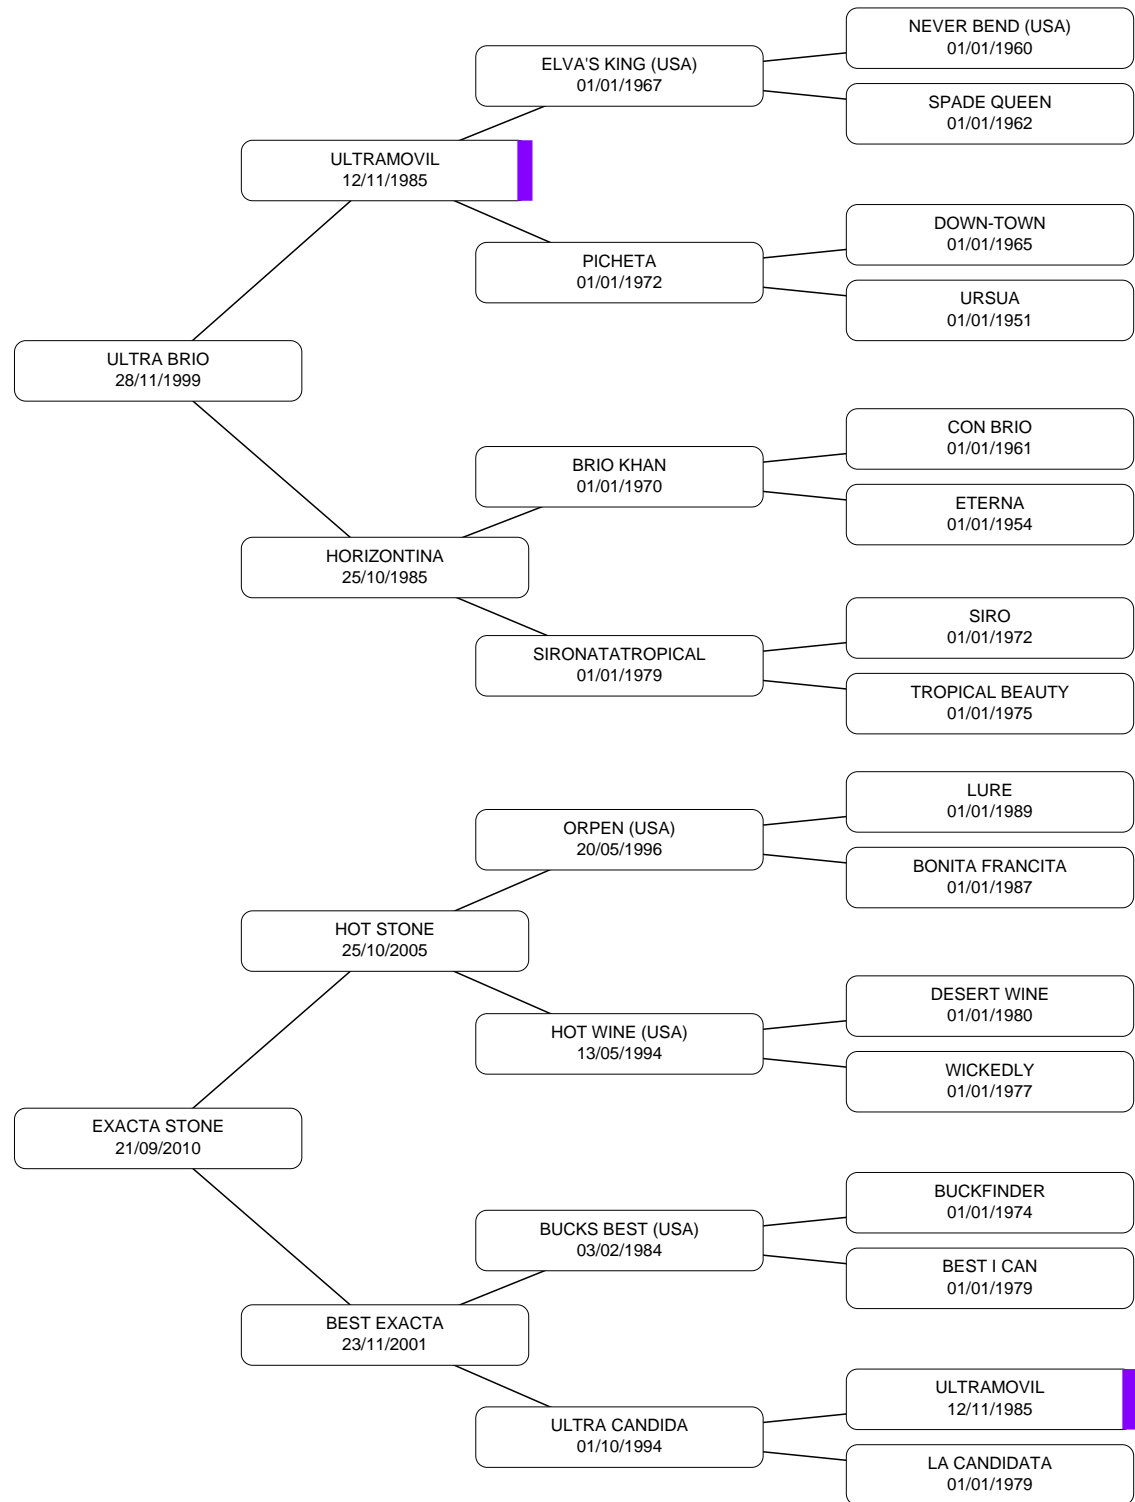 NEVER BEND (USA)
01/01/1960
ELVA'S KING (USA)
01/01/1967
SPADE QUEEN
01/01/1962
ULTRAMOVIL
12/11/1985
DOWN-TOWN
01/01/1965
PICHETA
01/01/1972
URSUA
01/01/1951
ULTRA BRIO
28/11/1999
CON BRIO
01/01/1961
BRIO KHAN
01/01/1970
ETERNA
01/01/1954
HORIZONTINA
25/10/1985
SIRO
01/01/1972
SIRONATATROPICAL
01/01/1979
TROPICAL BEAUTY
01/01/1975
LURE
01/01/1989
ORPEN (USA)
20/05/1996
BONITA FRANCITA
01/01/1987
HOT STONE
25/10/2005
DESERT WINE
01/01/1980
HOT WINE (USA)
13/05/1994
WICKEDLY
01/01/1977
EXACTA STONE
21/09/2010
BUCKFINDER
01/01/1974
BUCKS BEST (USA)
03/02/1984
BEST I CAN
01/01/1979
BEST EXACTA
23/11/2001
ULTRAMOVIL
12/11/1985
ULTRA CANDIDA
01/10/1994
LA CANDIDATA
01/01/1979